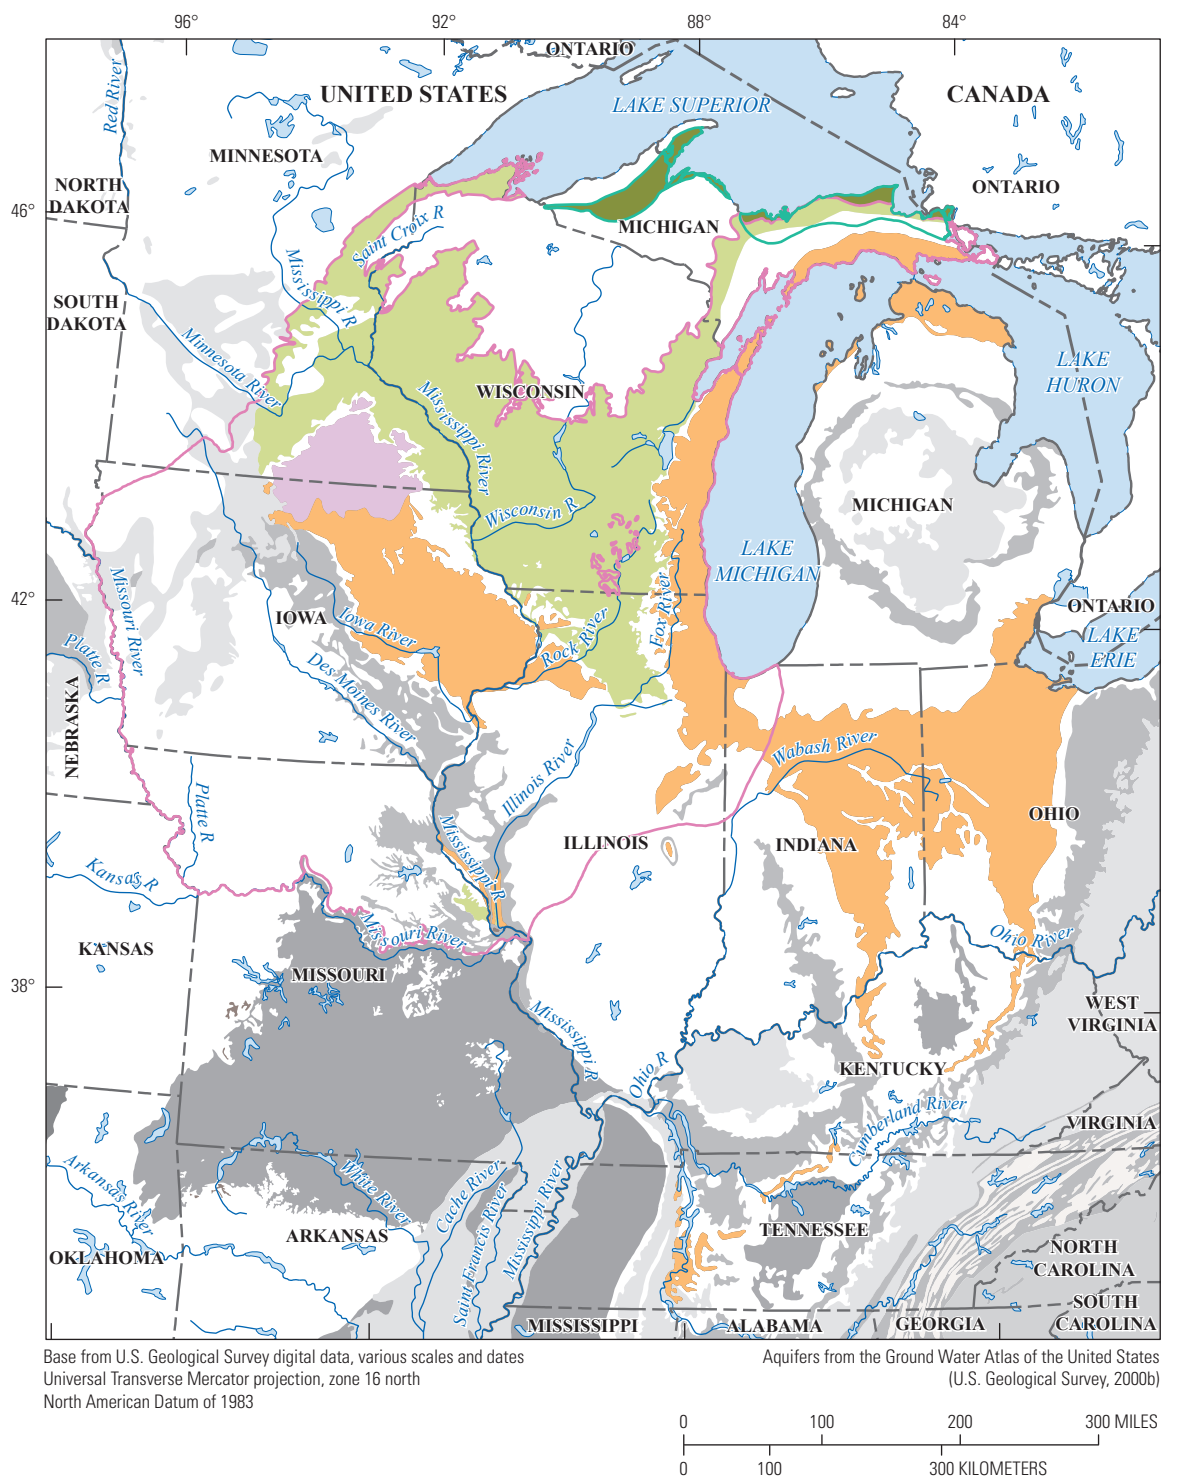 96°
92°
88°
84°
ONTARIO
UNITED STATES
LAKE SUPERIOR
CANADA
Red River
MINNESOTA
NORTH
DAKOTA
ONTARIO
46°
Saint Croix R
MICHIGAN
Mississippi R
SOUTH
DAKOTA
Minnesota River
LAKE
HURON
WISCONSIN
Mississippi River
MICHIGAN
Wisconsin R
LAKE
MICHIGAN
42°
Missouri River
IOWA
Iowa River
Rock River
Fox River
ONTARIO
LAKE
ERIE
Platte R
Des Moines River
NEBRASKA
Wabash River
Illinois River
Platte R
OHIO
Mississippi R
ILLINOIS
INDIANA
Kansas R
KANSAS
Missouri River
Ohio River
MISSOURI
38°
Mississippi R
WEST
VIRGINIA
Ohio R
KENTUCKY
Cumberland River
VIRGINIA
Arkansas River
White River
Cache River
Saint Francis River
Mississippi River
ARKANSAS
TENNESSEE
OKLAHOMA
NORTH
CAROLINA
SOUTH
CAROLINA
MISSISSIPPI
ALABAMA
GEORGIA
Base from U.S. Geological Survey digital data, various scales and dates
Universal Transverse Mercator projection, zone 16 north
North American Datum of 1983
Aquifers from the Ground Water Atlas of the United States
(U.S. Geological Survey, 2000b)
0 100 200 300 MILES
0 100 300 KILOMETERS